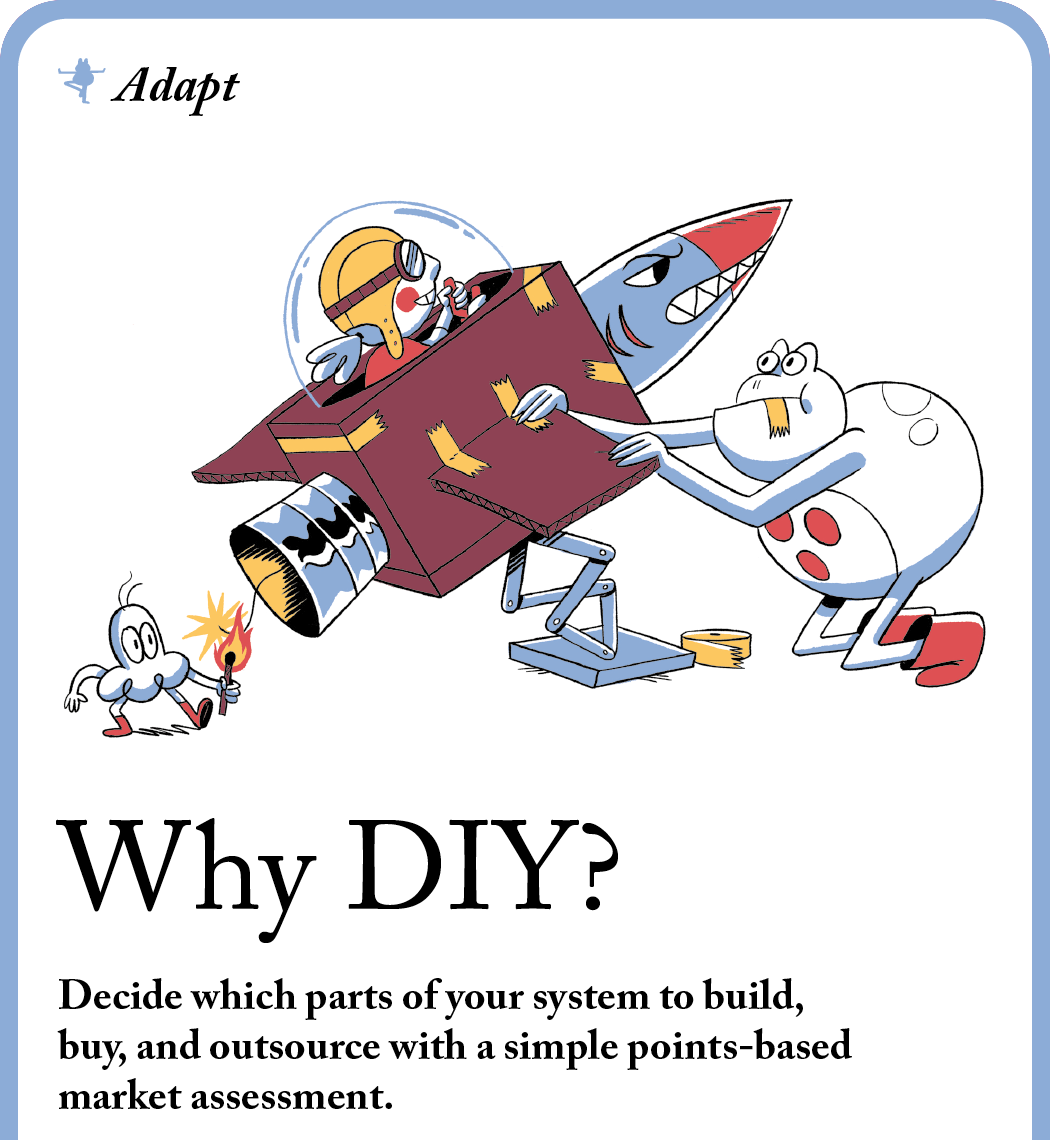 Adapt
Why DIY?
Decide which parts of your system to build,
buy, and outsource with a simple points-based
market assessment.